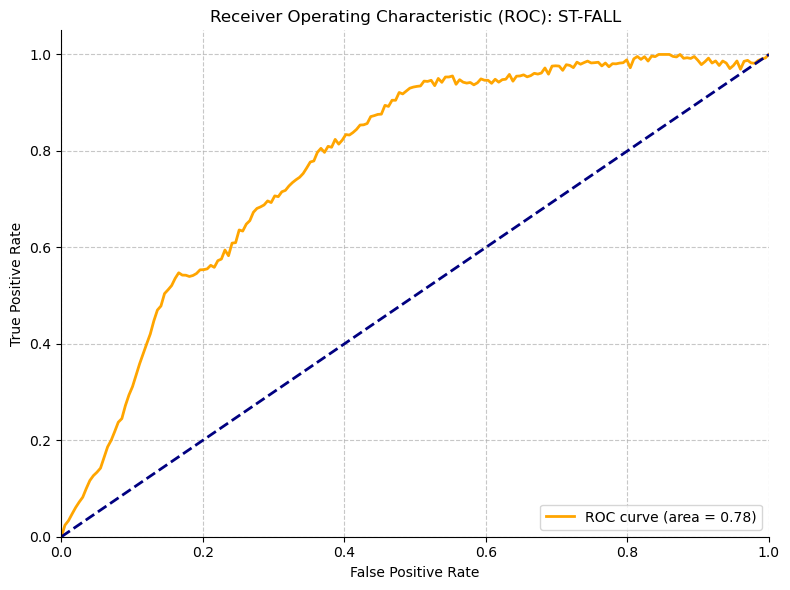 Receiver Operating Characteristic (ROC): ST-FALL
1.0
0.8
0.6
0.4
0.2
0.0
True Positive Rate
ROC curve (area = 0.78)
0.0 0.2 0.4 0.6 0.8 1.0
False Positive Rate